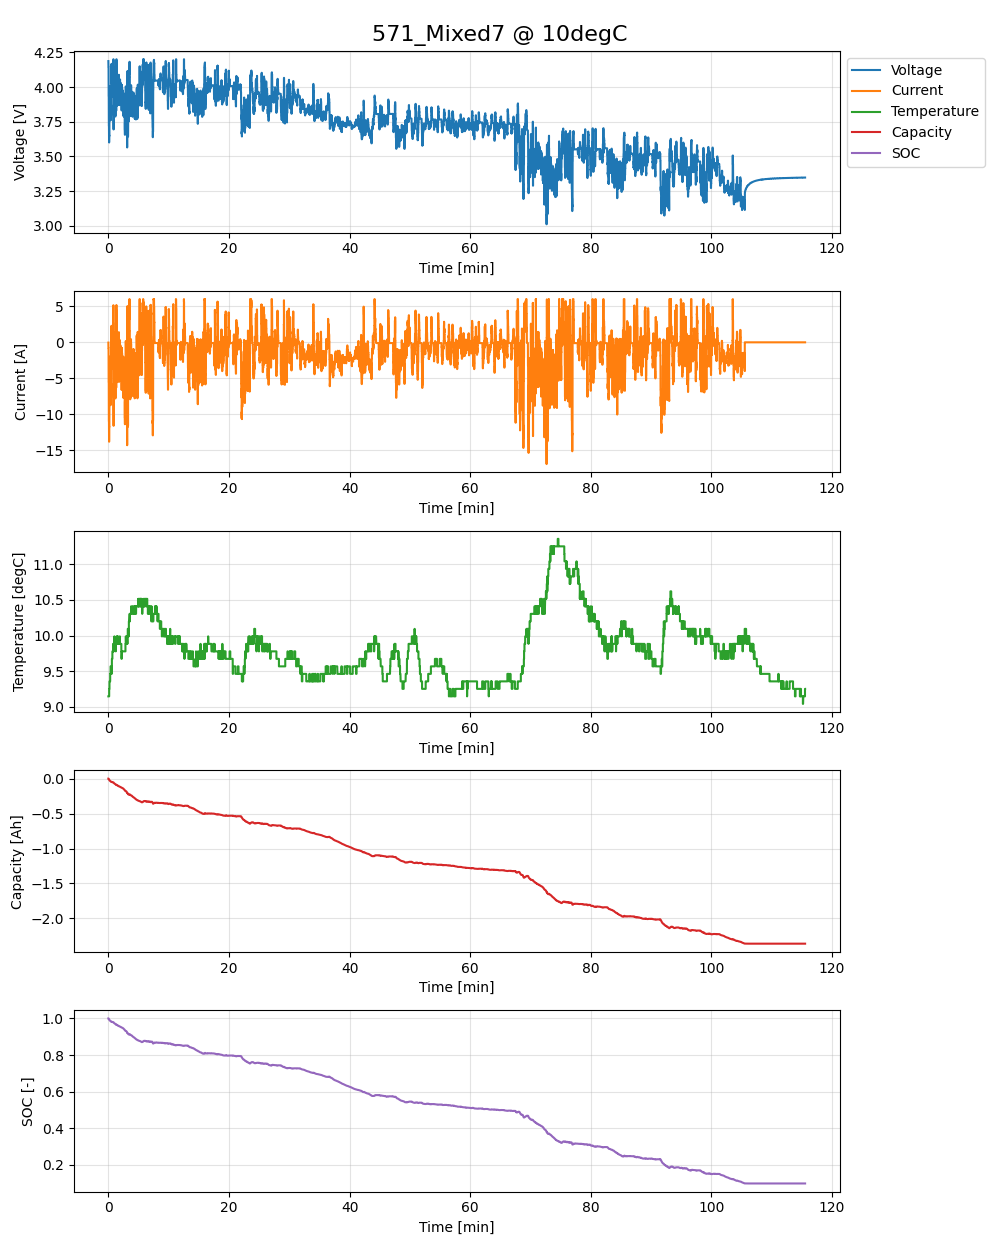 571_Mixed7 @ 10degC
4.25
4.00
3.75
3.50
3.25
3.00
Voltage [V]
0 20 40 60 80 100 120
Time [min]
Voltage
Current
Temperature
Capacity
SOC
5
0
−5
−10
−15
Current [A]
0 20 40 60 80 100 120
Time [min]
11.0
10.5
10.0
9.5
9.0
Temperature [degC]
0 20 40 60 80 100 120
Time [min]
0.0
−0.5
−1.0
−1.5
−2.0
Capacity [Ah]
0 20 40 60 80 100 120
Time [min]
1.0
0.8
0.6
0.4
0.2
SOC [-]
0 20 40 60 80 100 120
Time [min]